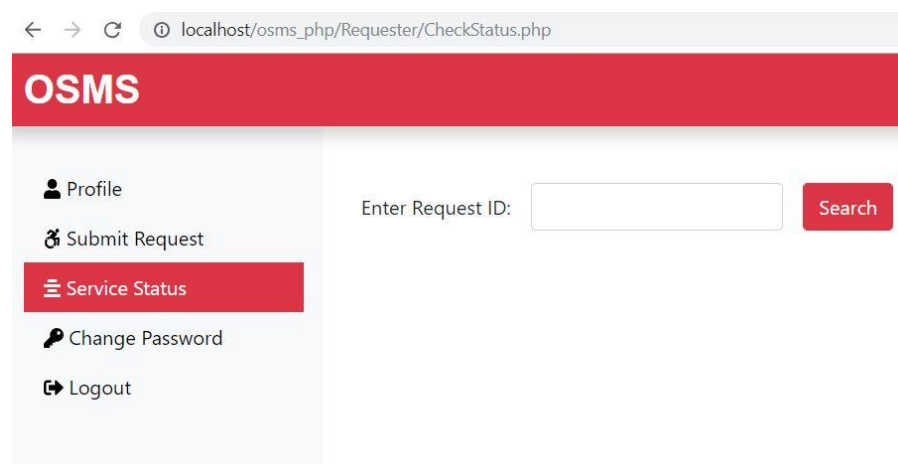 localhost/osms_php/Requester/CheckStatus.php
OSMS
Profile
Submit Request
Service Status
Change Password
Logout
Enter Request ID:
Search